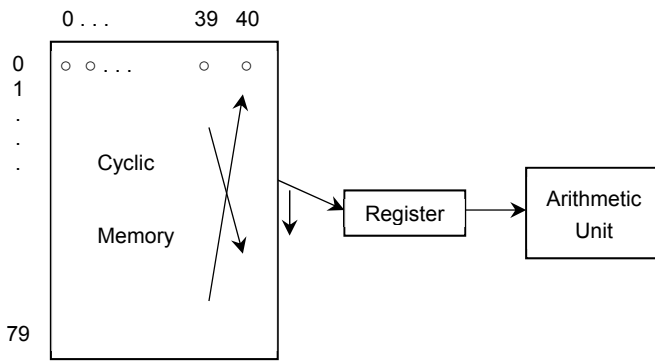 0 . . . 39 40
0
. . .
1
.
.
.
Cyclic
Memory
Register
Arithmetic
Unit
79